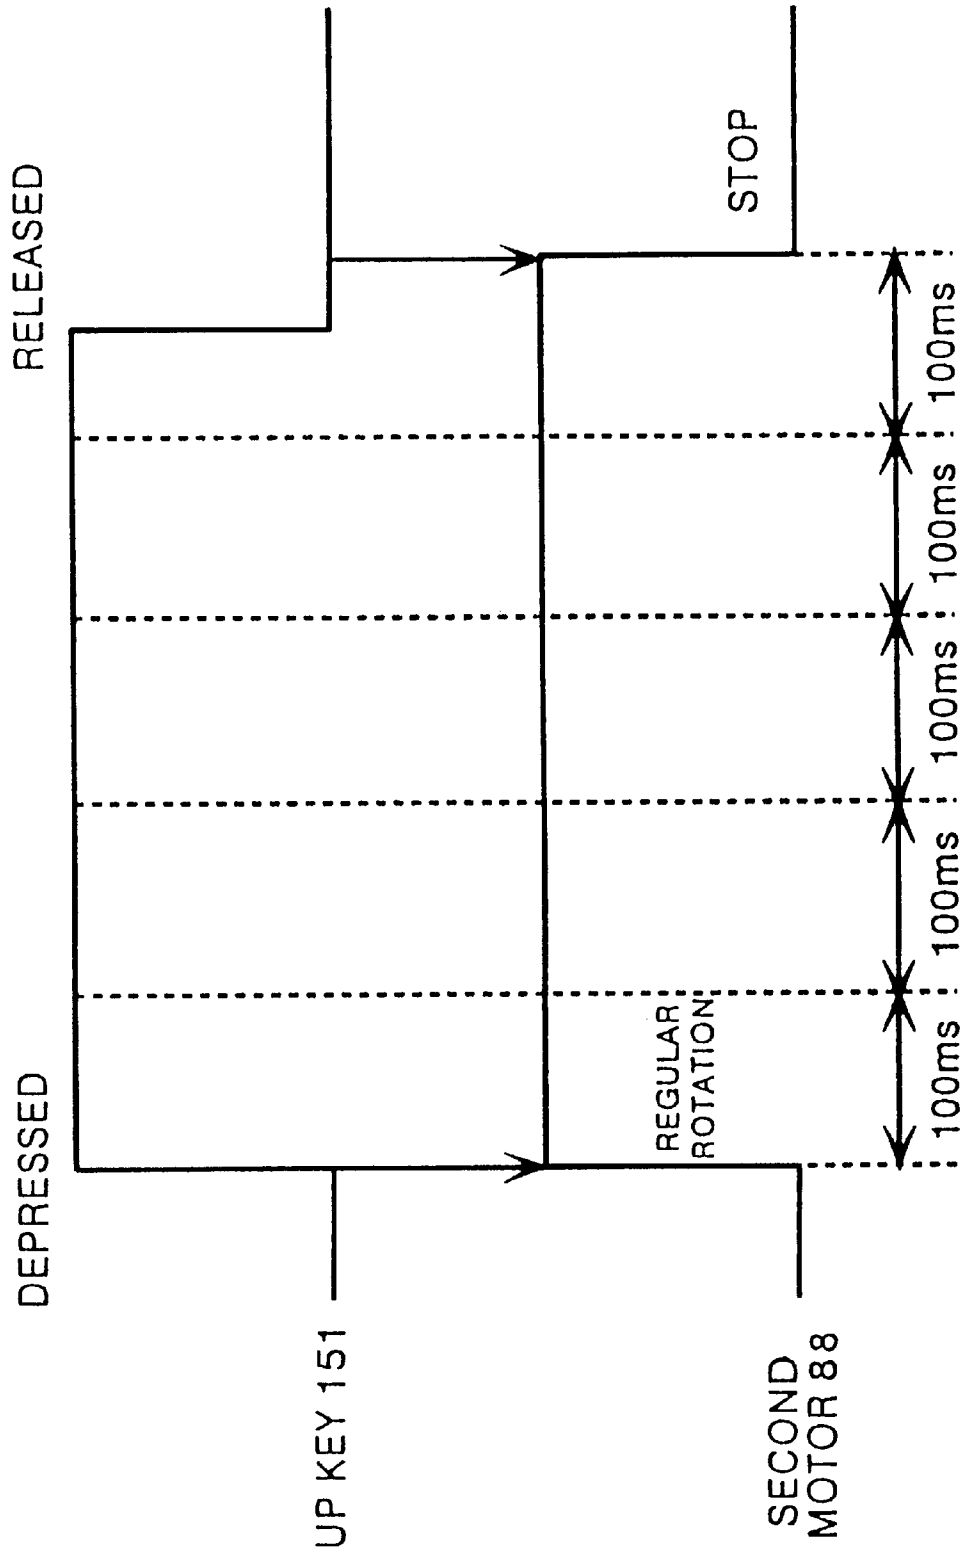 DEPRESSED
RELEASED
UP KEY 151
REGULAR
ROTATION
STOP
SECOND
MOTOR 88
100ms
100ms
100ms
100ms
100ms